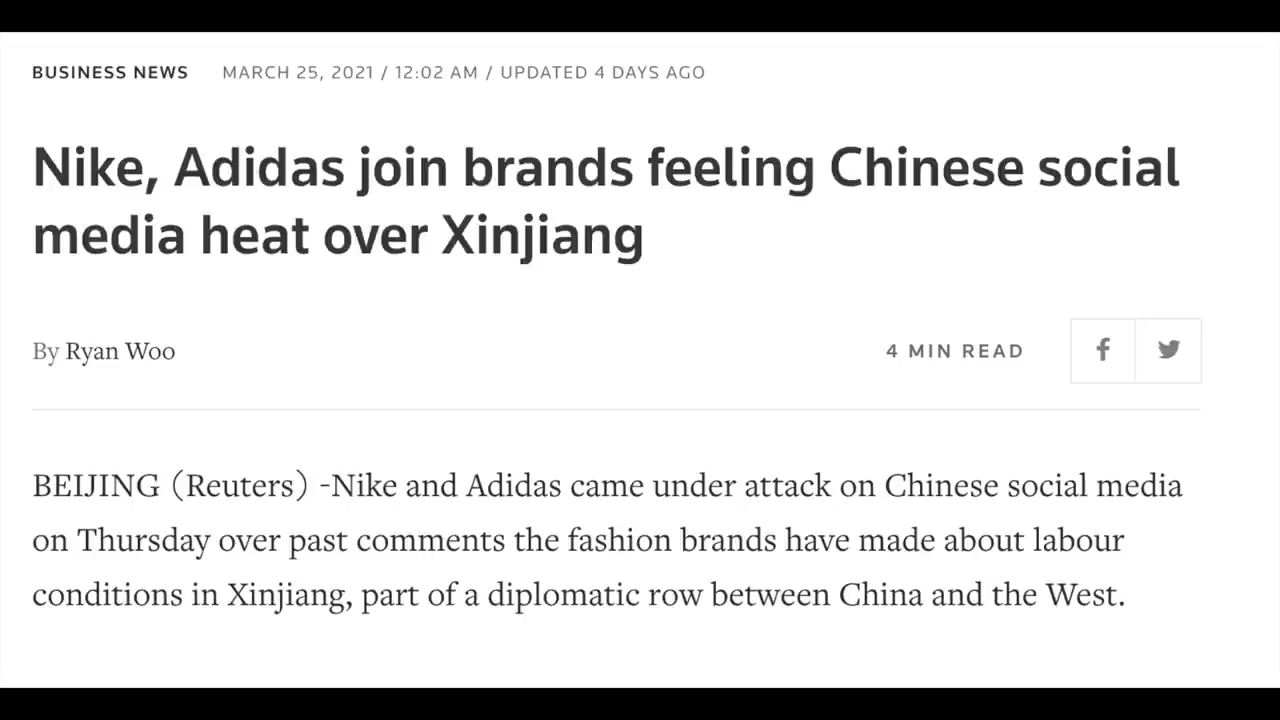 BUSINESS NEWS MARCH 25, 2021 / 12:02 AM / UPDATED 4 DAYS AGO
Nike, Adidas join brands feeling Chinese social
media heat over Xinjiang
By Ryan Woo 4 MIN READ
BEIJING (Reuters) -Nike and Adidas came under attack on Chinese social media
on Thursday over past comments the fashion brands have made about labour
conditions in Xinjiang, part of a diplomatic row between China and the West.